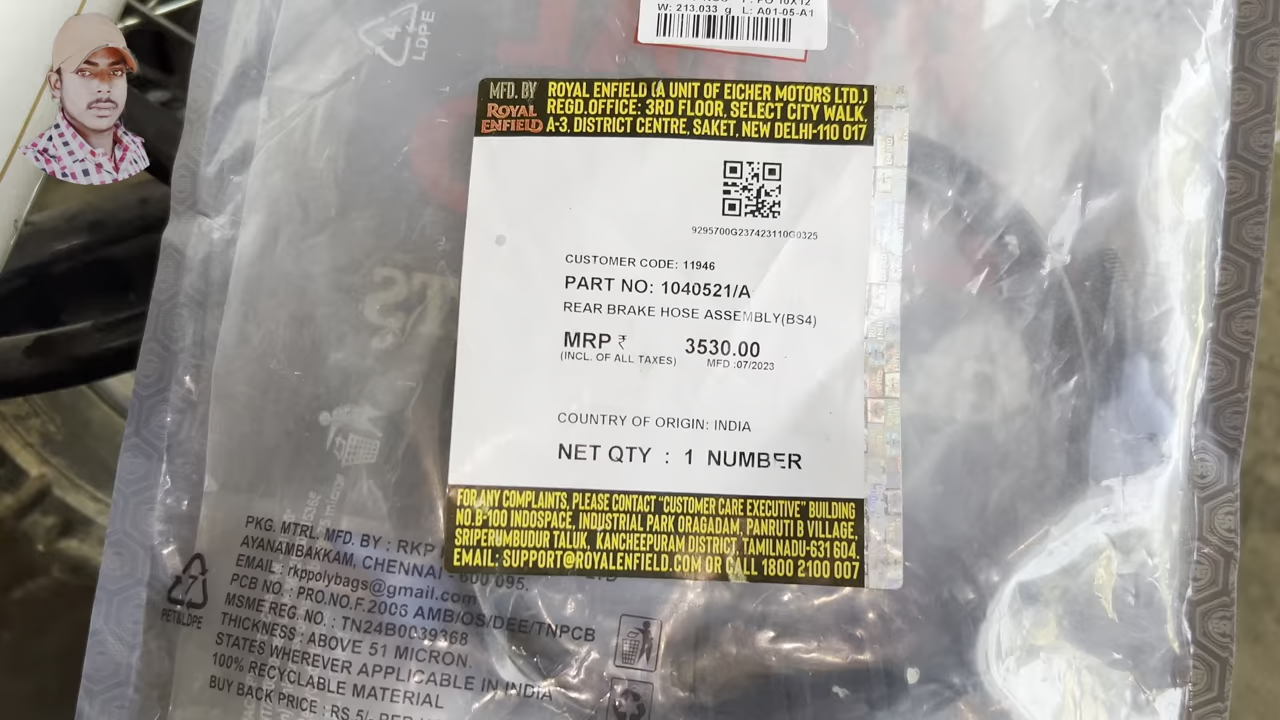 W: 213.033 g L: A01-05-A1
4
LDPE
MFD. BY
ROYAL
ENFIELD
ROYAL ENFIELD (A UNIT OF EICHER MOTORS LTD.)
REGD.OFFICE: 3RD FLOOR, SELECT CITY WALK,
A-3, DISTRICT CENTRE, SAKET, NEW DELHI-110 017
9295700G237423110G0325
CUSTOMER CODE: 11946
PART NO: 1040521/A
REAR BRAKE HOSE ASSEMBLY(BS4)
MRP ₹ 3530.00
(INCL. OF ALL TAXES) MFD :07/2023
COUNTRY OF ORIGIN: INDIA
NET QTY : 1 NUMBER
FOR ANY COMPLAINTS, PLEASE CONTACT “CUSTOMER CARE EXECUTIVE” BUILDING
NO.B-100 INDOSPACE, INDUSTRIAL PARK ORAGADAM, PANRUTI B VILLAGE,
SRIPERUMBUDUR TALUK, KANCHEEPURAM DISTRICT, TAMILNADU-631 604.
EMAIL: SUPPORT@ROYALENFIELD.COM OR CALL 1800 2100 007
PKG. MTRL. MFD. BY : RKP
AYANAMBAKKAM, CHENNAI - 600 095.
EMAIL : rkppolybags@gmail.com
PCB NO. : PRO.NO.F.2006 AMB/OS/DEE/TNPCB
MSME REG. NO. : TN24B0039368
THICKNESS : ABOVE 51 MICRON.
STATES WHEREVER APPLICABLE IN INDIA
100% RECYCLABLE MATERIAL
BUY BACK PRICE : RS.5/- PER
7
PET&LDPE